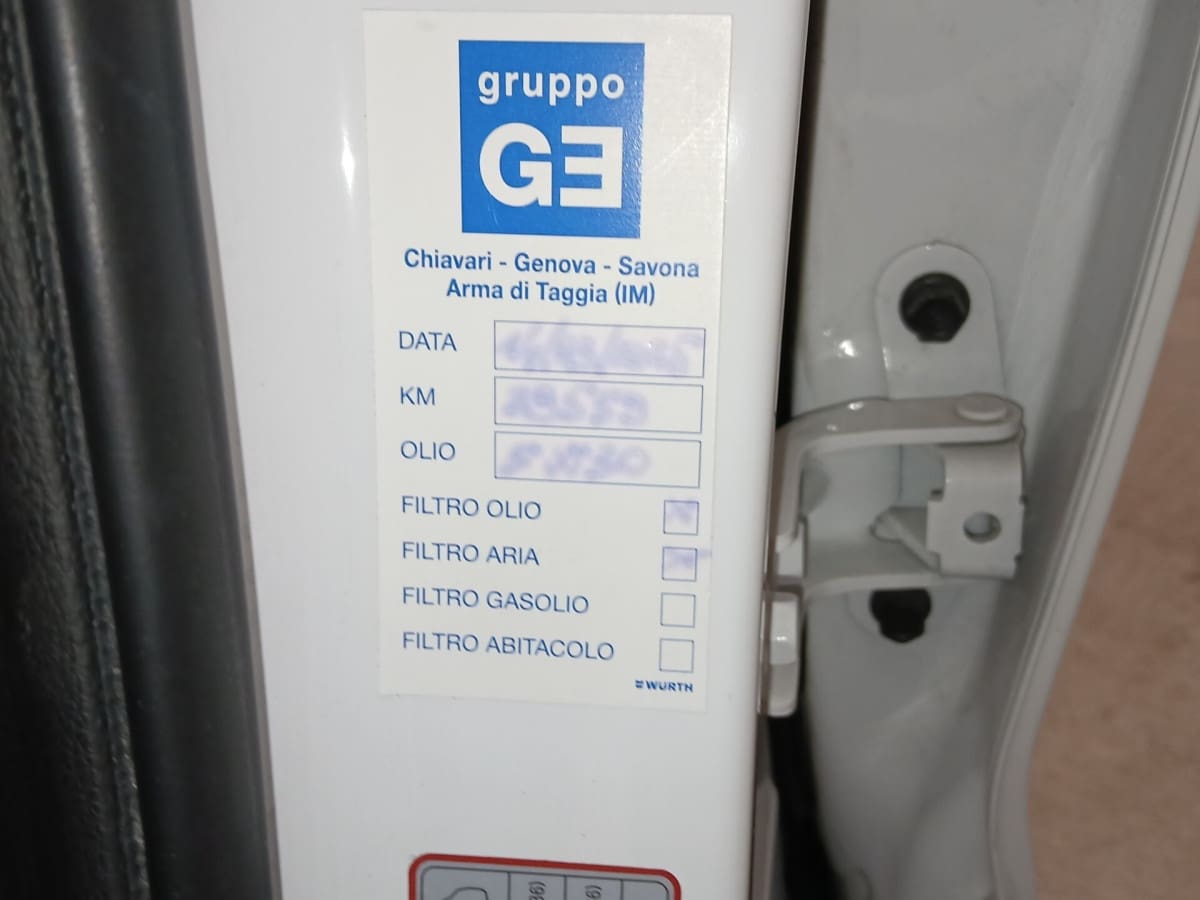 gruppo
GE
Chiavari - Genova - Savona
Arma di Taggia (IM)
DATA
KM
OLIO
FILTRO OLIO
FILTRO ARIA
FILTRO GASOLIO
FILTRO ABITACOLO
WÜRTH